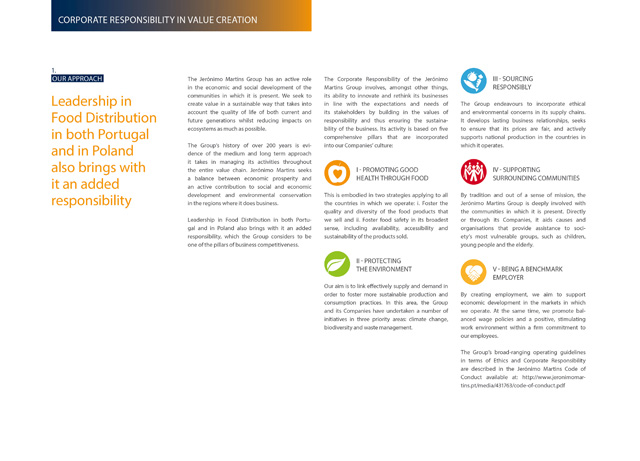 CORPORATE RESPONSIBILITY IN VALUE CREATION
1.
OUR APPROACH
Leadership in
Food Distribution
in both Portugal
and in Poland
also brings with
it an added
responsibility
The Jerónimo Martins Group has an active role
in the economic and social development of the
communities in which it is present. We seek to
create value in a sustainable way that takes into
account the quality of life of both current and
future generations whilst reducing impacts on
ecosystems as much as possible.
The Group's history of over 200 years is evi-
dence of the medium and long term approach
it takes in managing its activities throughout
the entire value chain. Jerónimo Martins seeks
a balance between economic prosperity and
an active contribution to social and economic
development and environmental conservation
in the regions where it does business.
Leadership in Food Distribution in both Portu-
gal and in Poland also brings with it an added
responsibility, which the Group considers to be
one of the pillars of business competitiveness.
The Corporate Responsibility of the Jerónimo
Martins Group involves, amongst other things,
its ability to innovate and rethink its businesses
in line with the expectations and needs of
its stakeholders by building in the values of
responsibility and thus ensuring the sustaina-
bility of the business. Its activity is based on five
comprehensive pillars that are incorporated
into our Companies' culture:
I - PROMOTING GOOD
HEALTH THROUGH FOOD
This is embodied in two strategies applying to all
the countries in which we operate: i. Foster the
quality and diversity of the food products that
we sell and ii. Foster food safety in its broadest
sense, including availability, accessibility and
sustainability of the products sold.
II - PROTECTING
THE ENVIRONMENT
Our aim is to link effectively supply and demand in
order to foster more sustainable production and
consumption practices. In this area, the Group
and its Companies have undertaken a number of
initiatives in three priority areas: climate change,
biodiversity and waste management.
III - SOURCING
RESPONSIBLY
The Group endeavours to incorporate ethical
and environmental concerns in its supply chains.
It develops lasting business relationships, seeks
to ensure that its prices are fair, and actively
supports national production in the countries in
which it operates.
IV - SUPPORTING
SURROUNDING COMMUNITIES
By tradition and out of a sense of mission, the
Jerónimo Martins Group is deeply involved with
the communities in which it is present. Directly
or through its Companies, it aids causes and
organisations that provide assistance to soci-
ety's most vulnerable groups, such as children,
young people and the elderly.
V - BEING A BENCHMARK
EMPLOYER
By creating employment, we aim to support
economic development in the markets in which
we operate. At the same time, we promote bal-
anced wage policies and a positive, stimulating
work environment within a firm commitment to
our employees.
The Group's broad-ranging operating guidelines
in terms of Ethics and Corporate Responsibility
are described in the Jerónimo Martins Code of
Conduct available at: http://www.jeronimomar-
tins.pt/media/431763/code-of-conduct.pdf